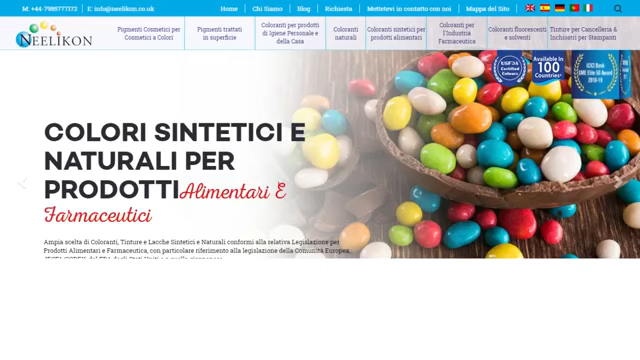 M: +44-7988777172 E: info@neelikon.co.uk Home Chi Siamo Blog Richiesta Mettetevi in contatto con noi Mappa del Sito
NEELIKON
Pigmenti Cosmetici per
Cosmetici a Colori
Pigmenti trattati
in superficie
Coloranti per prodotti
di Igiene Personale e
della Casa
Coloranti
naturali
Coloranti sintetici per
prodotti alimentari
Coloranti per
l'Industria
Farmaceutica
Coloranti fluorescenti
e solventi
Tinture per Cancelleria &
Inchiostri per Stampanti
Available In
100
Countries
COLORI SINTETICI E
NATURALI PER
PRODOTTI Alimentari E
Farmaceutici
Ampia scelta di Coloranti, Tinture e Lacche Sintetici e Naturali conformi alla relativa Legislazione per
Prodotti Alimentari e Farmaceutica, con particolare riferimento alla legislazione della Comunità Europea,